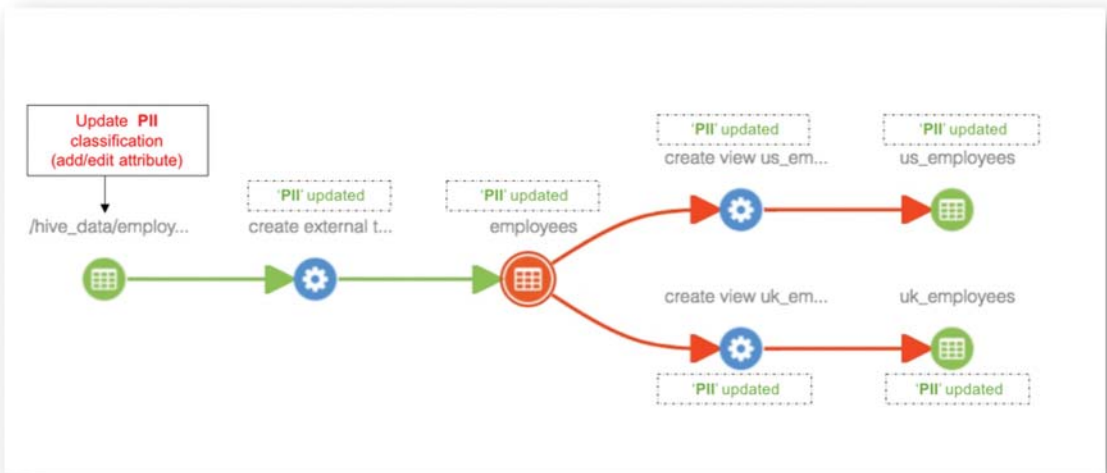 Update PII
classification
(add/edit attribute)
/hive_data/employ...
'PII' updated
create external t...
'PII' updated
employees
'PII' updated
create view us_em...
'PII' updated
us_employees
create view uk_em...
'PII' updated
uk_employees
'PII' updated